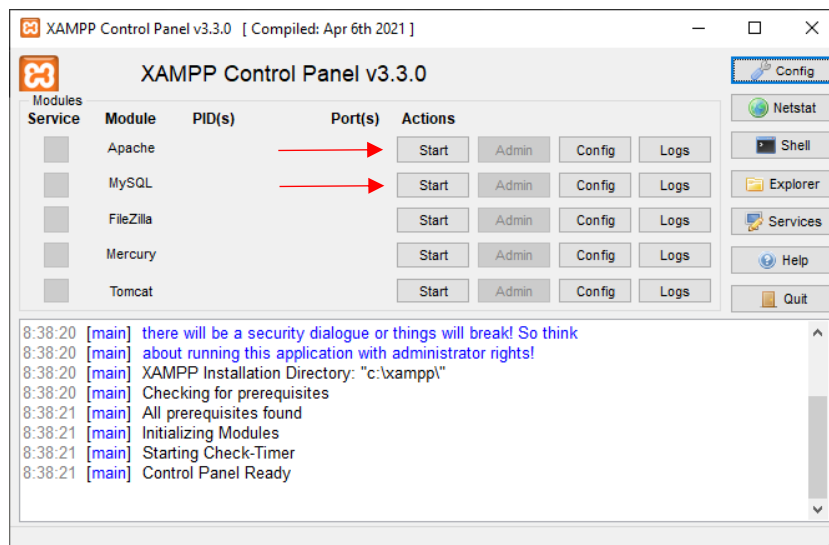 XAMPP Control Panel v3.3.0 [ Compiled: Apr 6th 2021 ]
XAMPP Control Panel v3.3.0
Config
Modules
Service Module PID(s) Port(s) Actions
Netstat
Apache Start Admin Config Logs
Shell
MySQL Start Admin Config Logs
Explorer
FileZilla Start Admin Config Logs
Services
Mercury Start Admin Config Logs
Help
Tomcat Start Admin Config Logs
Quit
8:38:20 [main] there will be a security dialogue or things will break! So think
8:38:20 [main] about running this application with administrator rights!
8:38:20 [main] XAMPP Installation Directory: "c:\xampp\"
8:38:20 [main] Checking for prerequisites
8:38:21 [main] All prerequisites found
8:38:21 [main] Initializing Modules
8:38:21 [main] Starting Check-Timer
8:38:21 [main] Control Panel Ready